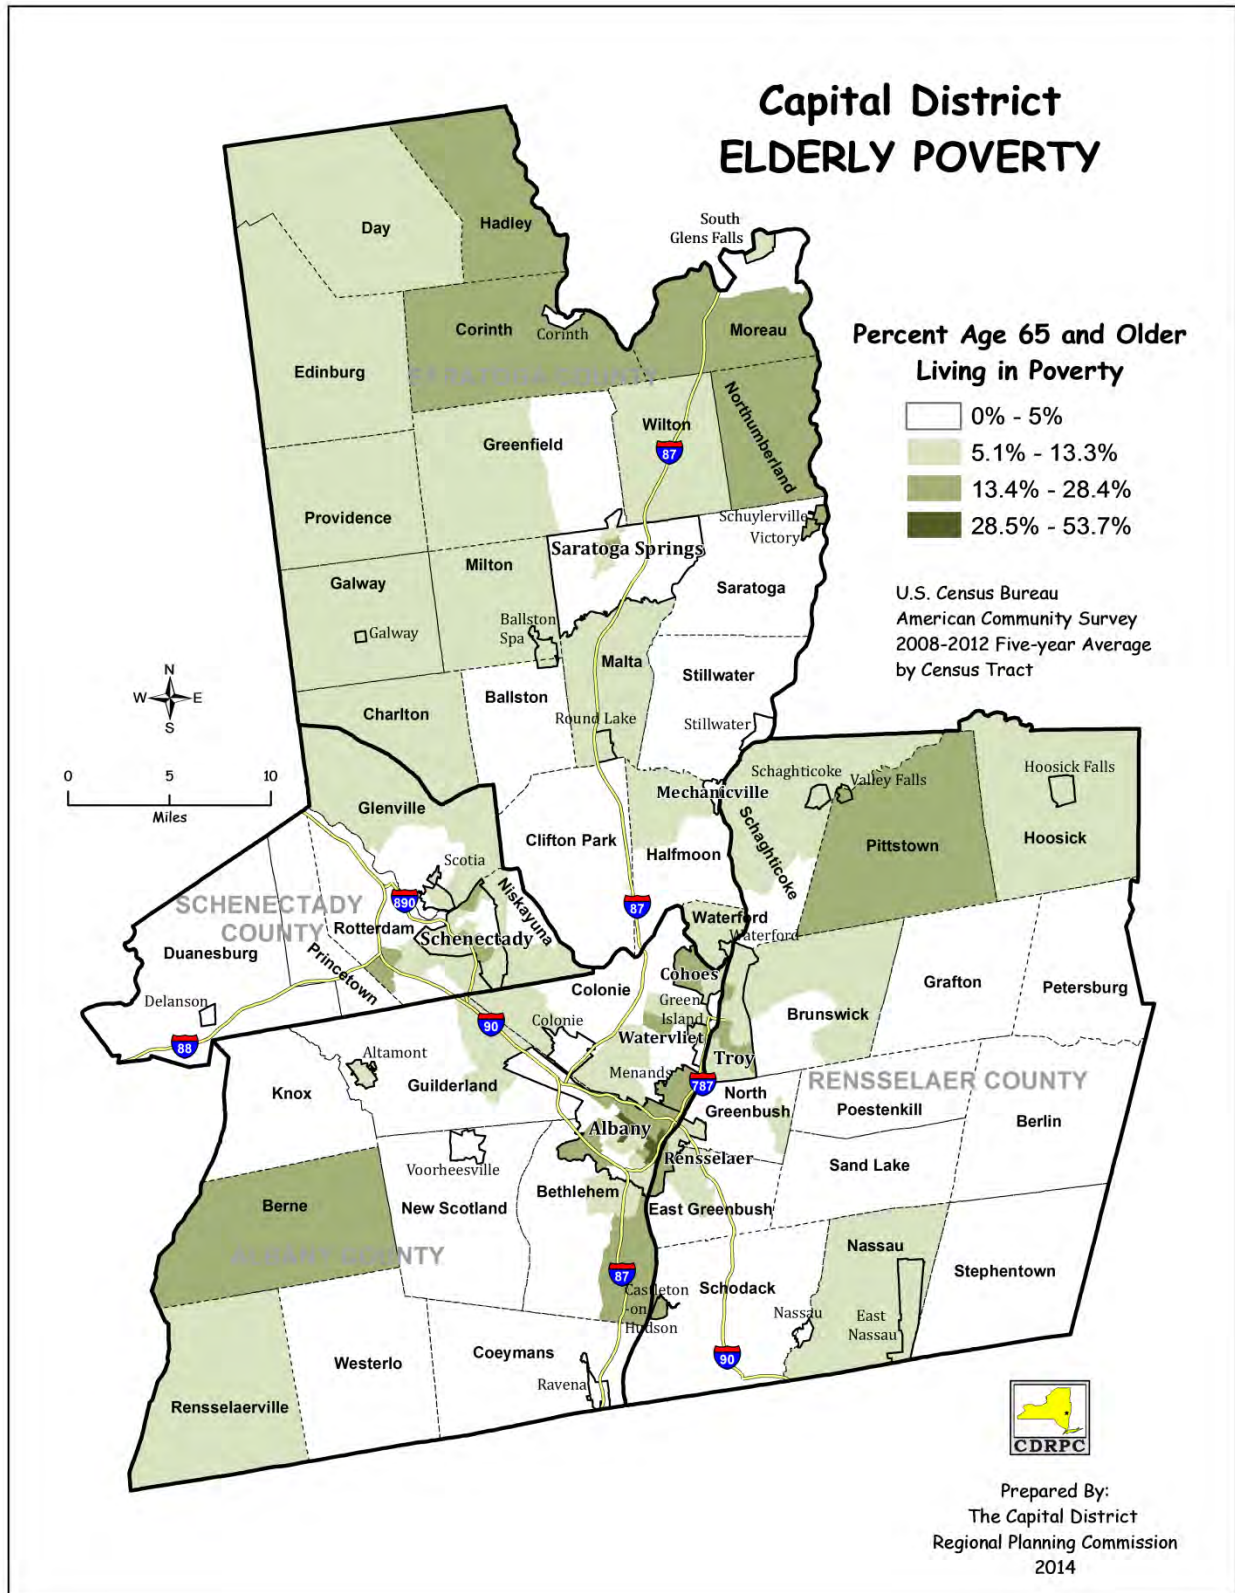 Capital District
ELDERLY POVERTY
South
Glens Falls
Day
Hadley
Corinth
Corinth
Moreau
Edinburg
SARATOGA COUNTY
Northumberland
Wilton
Greenfield
87
Percent Age 65 and Older
Living in Poverty
0% - 5%
5.1% - 13.3%
13.4% - 28.4%
28.5% - 53.7%
U.S. Census Bureau
American Community Survey
2008-2012 Five-year Average
by Census Tract
Providence
Schuylerville
Victory
Saratoga Springs
Milton
Galway
Saratoga
Galway
Ballston
Spa
Malta
Stillwater
Ballston
Charlton
Round Lake
Stillwater
N
W
E
S
0
5
10
Miles
Schaghticoke
Valley Falls
Hoosick Falls
Mechanicville
Glenville
Schaghticoke
Clifton Park
Halfmoon
Pittstown
Hoosick
Scotia
Niskayuna
890
87
SCHENECTADY
COUNTY
Waterford
Waterford
Rotterdam
Schenectady
Duanesburg
Princetown
Cohoes
Grafton
Petersburg
Colonie
Delanson
Green
Island
Brunswick
90
Colonie
Watervliet
88
Altamont
Troy
Menands
787
RENSSELAER COUNTY
Knox
Guilderland
North
Greenbush
Poestenkill
Berlin
Albany
Rensselaer
Sand Lake
Voorheesville
Bethlehem
Berne
New Scotland
East Greenbush
ALBANY COUNTY
Nassau
87
Castleton
-on
Hudson
Schodack
Stephentown
Nassau
East
Nassau
Westerlo
Coeymans
90
Ravena
Rensselaerville
CDRPC
Prepared By:
The Capital District
Regional Planning Commission
2014